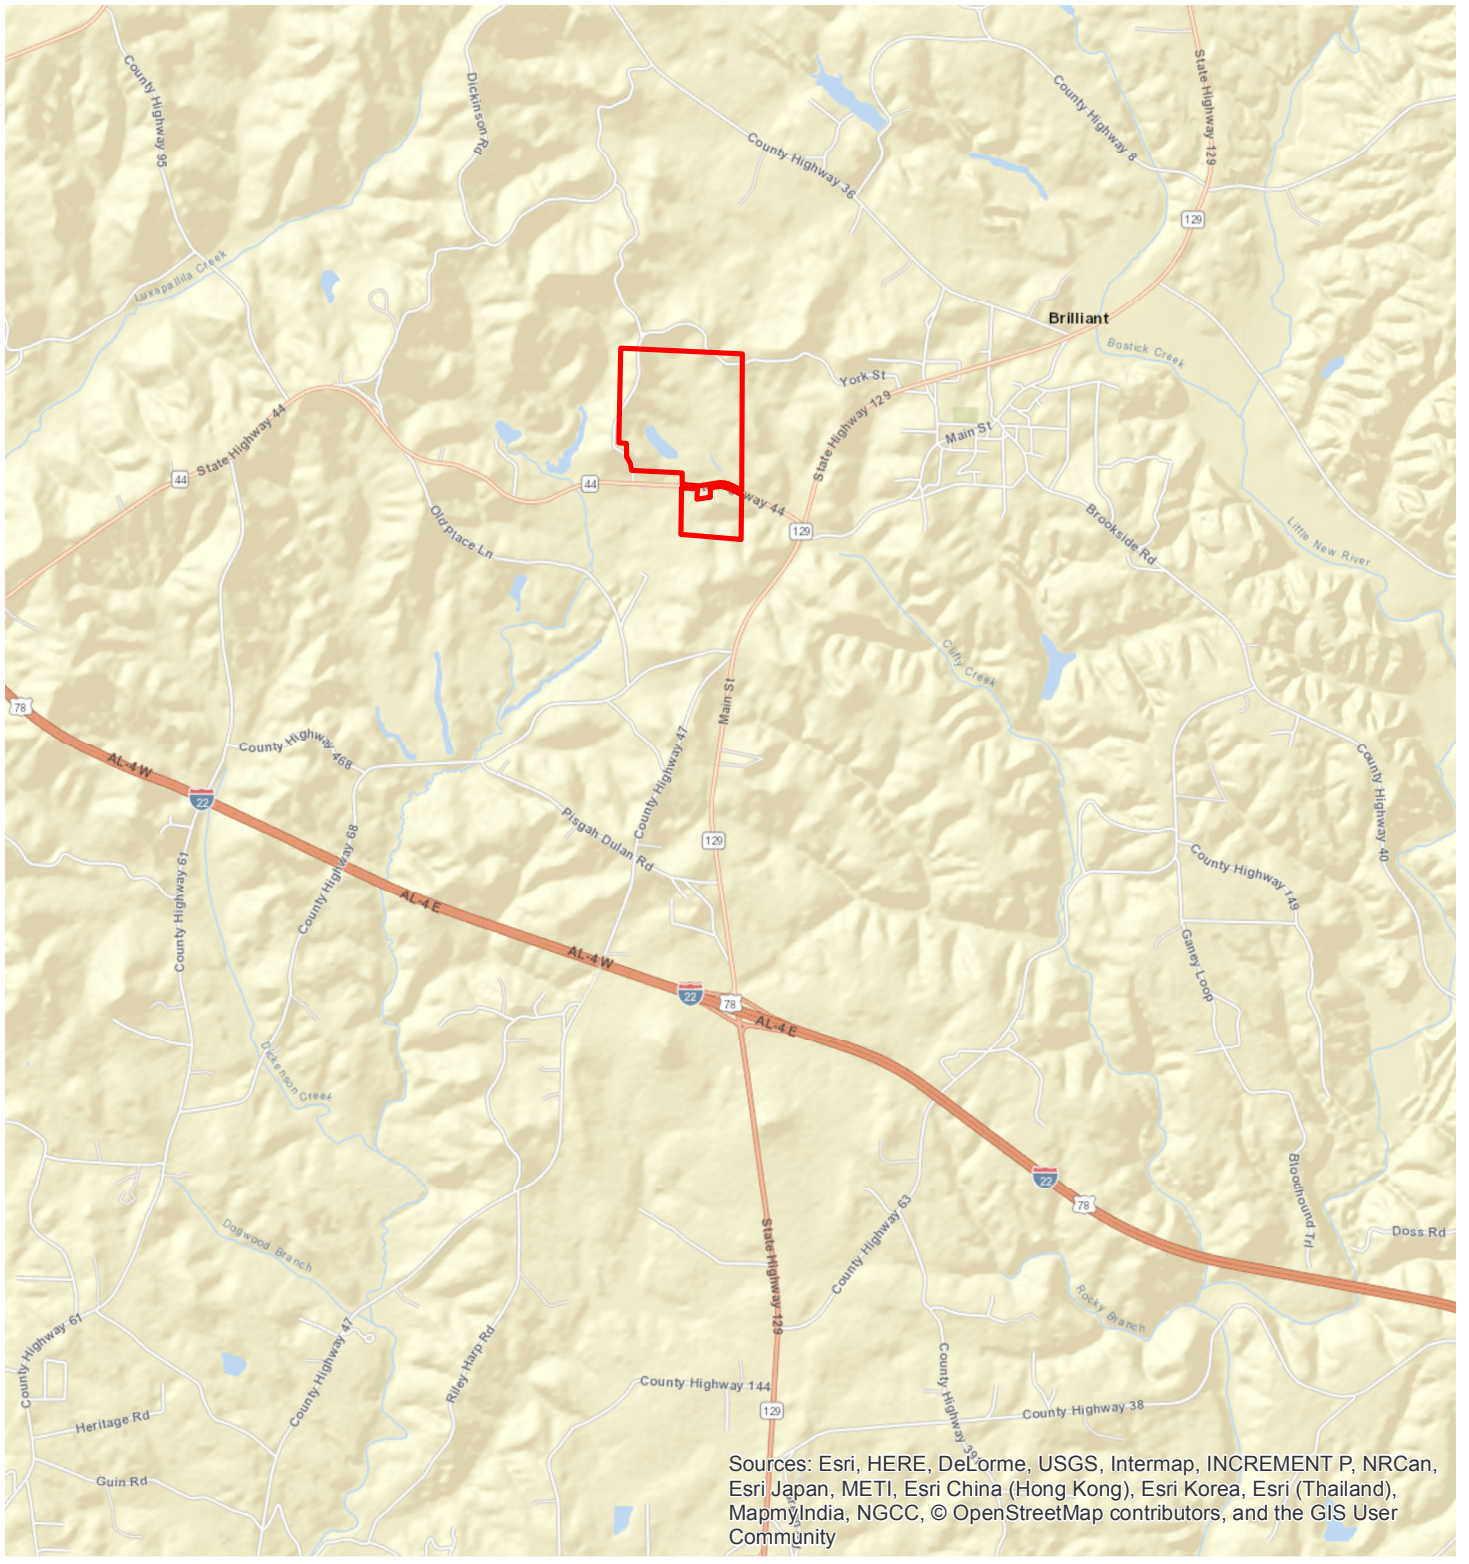 County Highway 95
Dickinson Rd
State Highway 129
County Highway 8
County Highway 36
129
Luxapallila Creek
Brilliant
Bostick Creek
York St
State Highway 129
State Highway 44
Main St
44
44
129
Brookside Rd
Little New River
Old Place Ln
Clifty Creek
78
Main St
County Highway 468
AL-4 W
22
County Highway 47
County Highway 40
129
Pisgah Dulan Rd
County Highway 68
County Highway 149
County Highway 61
AL-4 E
AL-4 W
Ganey Loop
22
78
AL-4 E
Dickenson Creek
22
78
Bloodhound Trl
Doss Rd
County Highway 63
Dogwood Branch
State Highway 129
Rocky Branch
County Highway 61
County Highway 47
Riley Harp Rd
County Highway 144
County Highway 38
129
Heritage Rd
Guin Rd
Sources: Esri, HERE, DeLorme, USGS, Intermap, INCREMENT P, NRCan,
Esri Japan, METI, Esri China (Hong Kong), Esri Korea, Esri (Thailand),
MapmyIndia, NGCC, © OpenStreetMap contributors, and the GIS User
Community